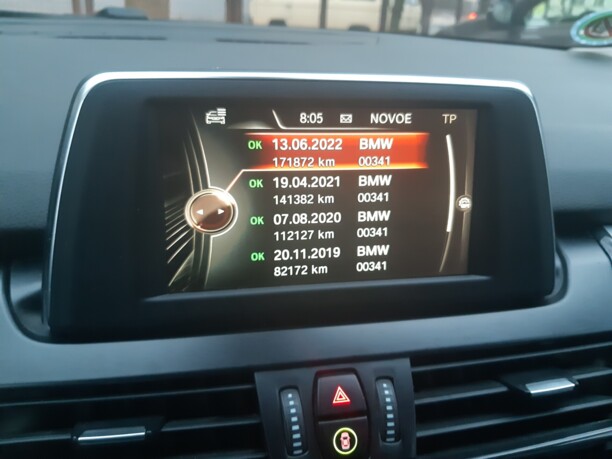 8:05 NOVOE TP
OK 13.06.2022 BMW
171872 km 00341
OK 19.04.2021 BMW
141382 km 00341
OK 07.08.2020 BMW
112127 km 00341
OK 20.11.2019 BMW
82172 km 00341